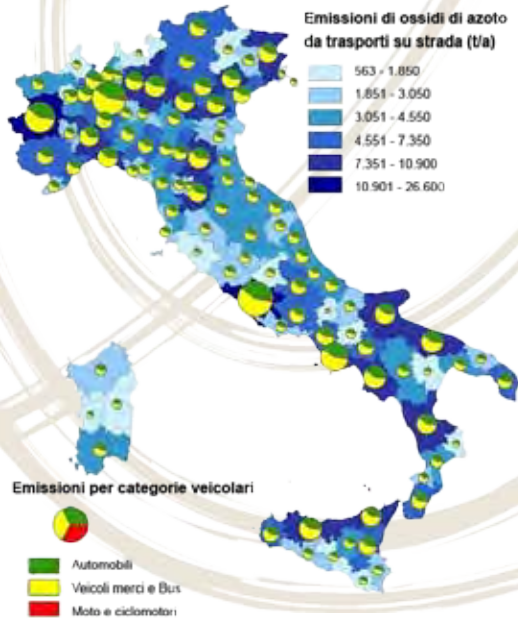 Emissioni di ossidi di azoto
da trasporti su strada (t/a)
563 - 1.850
1.851 - 3.050
3.051 - 4.550
4.551 - 7.350
7.351 - 10.900
10.901 - 26.600
Emissioni per categorie veicolari
Automobili
Veicoli merci e Bus
Moto e ciclomotori